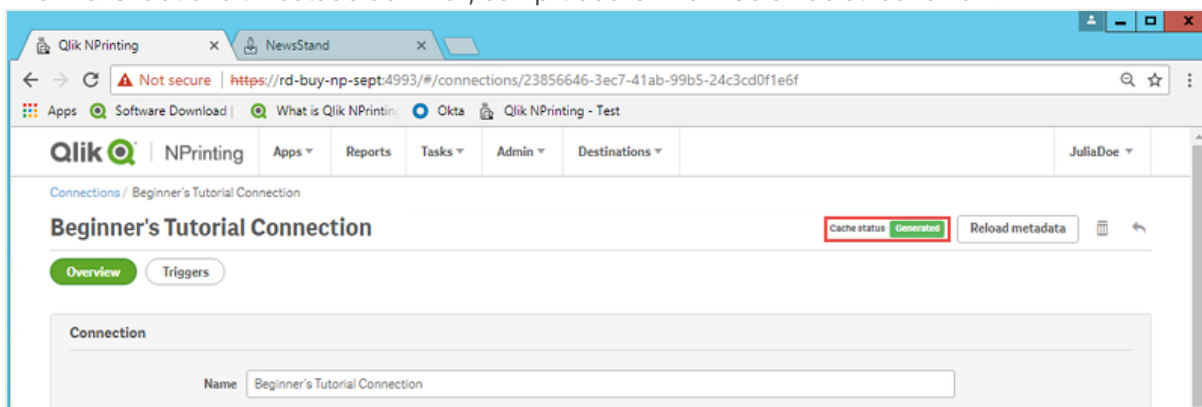 Qlik NPrinting
NewsStand
Not secure | https://rd-buy-np-sept:4993/#/connections/23856646-3ec7-41ab-99b5-24c3cd0f1e6f
Apps Software Download | What is Qlik NPrinting Okta Qlik NPrinting - Test
Qlik NPrinting Apps Reports Tasks Admin Destinations JuliaDoe
Connections / Beginner's Tutorial Connection
Beginner's Tutorial Connection Cache status Generated Reload metadata
Overview Triggers
Connection
Name Beginner's Tutorial Connection